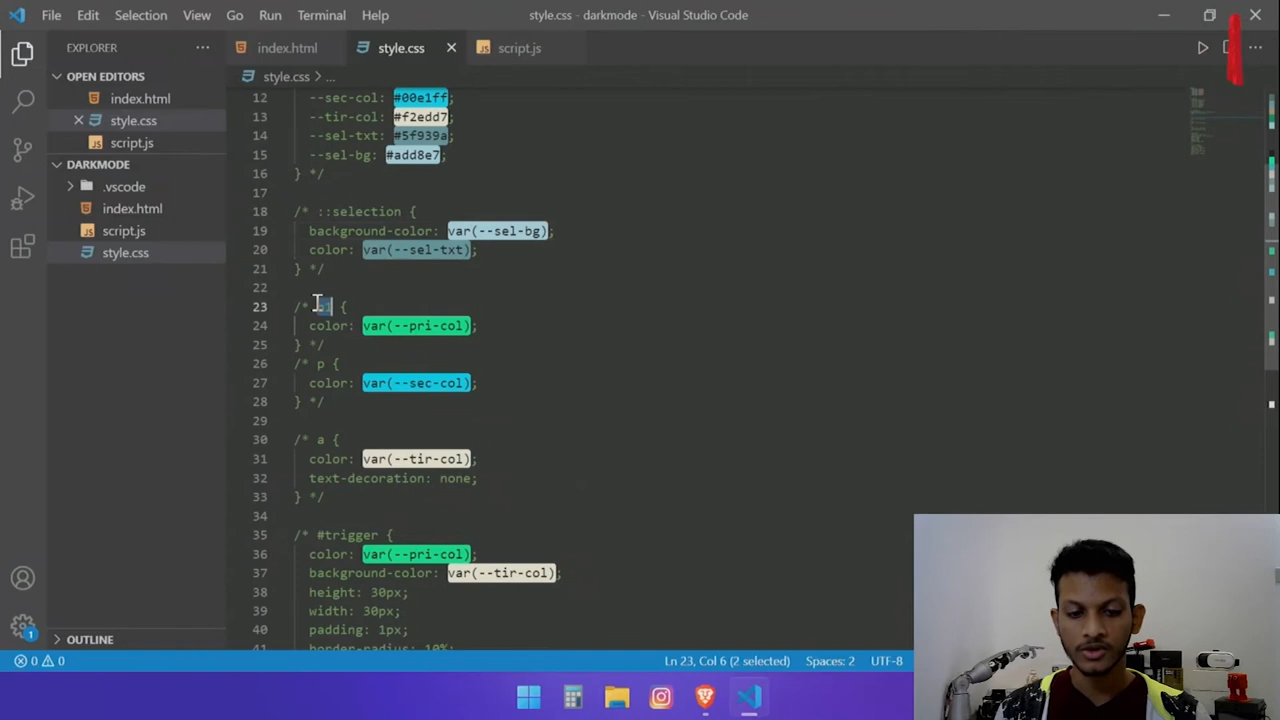 File Edit Selection View Go Run Terminal Help
style.css - darkmode - Visual Studio Code
EXPLORER
index.html
style.css
script.js
OPEN EDITORS
index.html
style.css
script.js
DARKMODE
.vscode
index.html
script.js
style.css
OUTLINE
style.css > ...
12 --sec-col: #00e1ff;
13 --tir-col: #f2edd7;
14 --sel-txt: #5f939a;
15 --sel-bg: #add8e7;
16 } */
17
18 /* ::selection {
19 background-color: var(--sel-bg);
20 color: var(--sel-txt);
21 } */
22
23 /* {
24 color: var(--pri-col);
25 } */
26 /* p {
27 color: var(--sec-col);
28 } */
29
30 /* a {
31 color: var(--tir-col);
32 text-decoration: none;
33 } */
34
35 /* #trigger {
36 color: var(--pri-col);
37 background-color: var(--tir-col);
38 height: 30px;
39 width: 30px;
40 padding: 1px;
41 border-radius: 10%;
0 0
Ln 23, Col 6 (2 selected) Spaces: 2 UTF-8
1